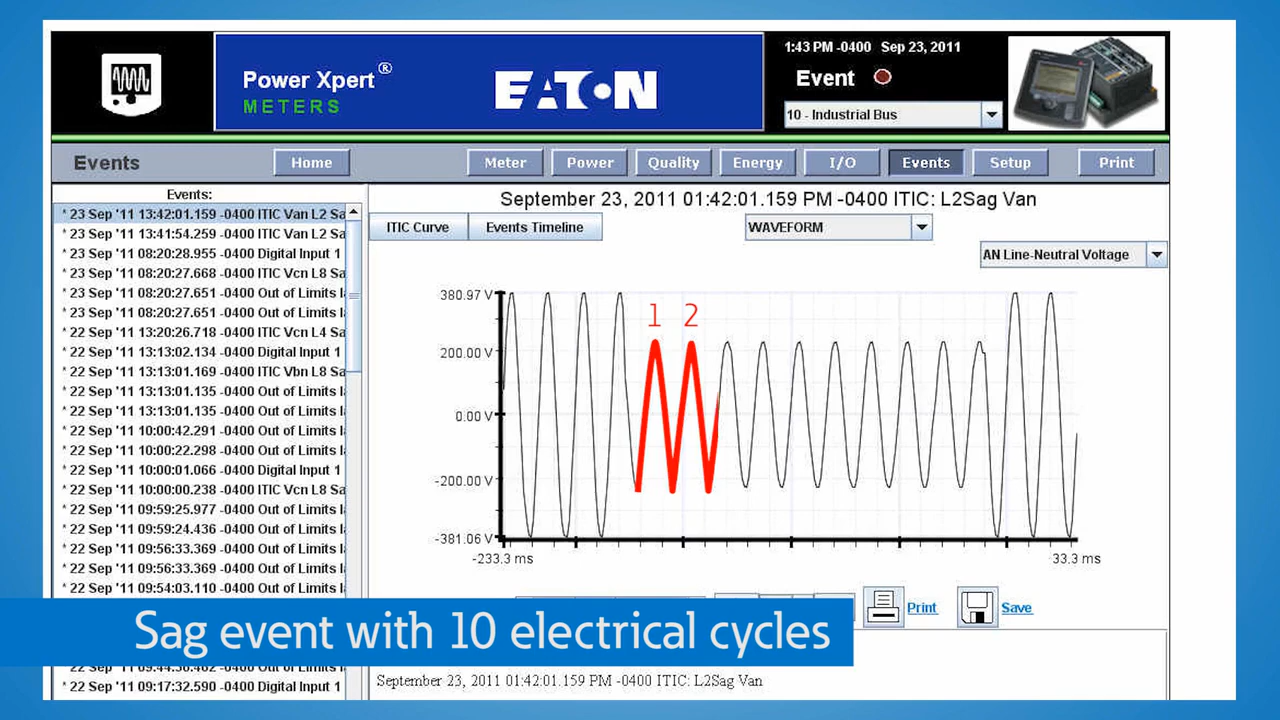 Power Xpert®
METERS
EATON
1:43 PM -0400 Sep 23, 2011
Event
10 - Industrial Bus
Events
Home
Meter
Power
Quality
Energy
I/O
Events
Setup
Print
Events:
* 23 Sep '11 13:42:01.159 -0400 ITIC Van L2 Sa
* 23 Sep '11 13:41:54.259 -0400 ITIC Van L2 Sa
* 23 Sep '11 08:20:28.955 -0400 Digital Input 1
* 23 Sep '11 08:20:27.668 -0400 ITIC Vcn L8 Sa
* 23 Sep '11 08:20:27.651 -0400 Out of Limits
* 23 Sep '11 08:20:27.651 -0400 Out of Limits
* 22 Sep '11 13:20:26.718 -0400 ITIC Vcn L4 Sa
* 22 Sep '11 13:13:02.134 -0400 Digital Input 1
* 22 Sep '11 13:13:01.169 -0400 ITIC Vbn L8 Sa
* 22 Sep '11 13:13:01.135 -0400 Out of Limits
* 22 Sep '11 13:13:01.135 -0400 Out of Limits
* 22 Sep '11 10:00:42.291 -0400 Out of Limits
* 22 Sep '11 10:00:22.298 -0400 Out of Limits
* 22 Sep '11 10:00:01.066 -0400 Digital Input 1
* 22 Sep '11 10:00:00.238 -0400 ITIC Vcn L8 Sa
* 22 Sep '11 09:59:25.977 -0400 Out of Limits
* 22 Sep '11 09:59:24.436 -0400 Out of Limits
* 22 Sep '11 09:56:33.369 -0400 Out of Limits
* 22 Sep '11 09:56:33.369 -0400 Out of Limits
* 22 Sep '11 09:54:03.110 -0400 Out of Limits
* 22 Sep '11 09:17:32.590 -0400 Digital Input 1
September 23, 2011 01:42:01.159 PM -0400 ITIC: L2Sag Van
ITIC Curve
Events Timeline
WAVEFORM
AN Line-Neutral Voltage
380.97 V
200.00 V
0.00 V
-200.00 V
-381.06 V
1 2
-233.3 ms
33.3 ms
Print
Save
Sag event with 10 electrical cycles
September 23, 2011 01:42:01.159 PM -0400 ITIC: L2Sag Van